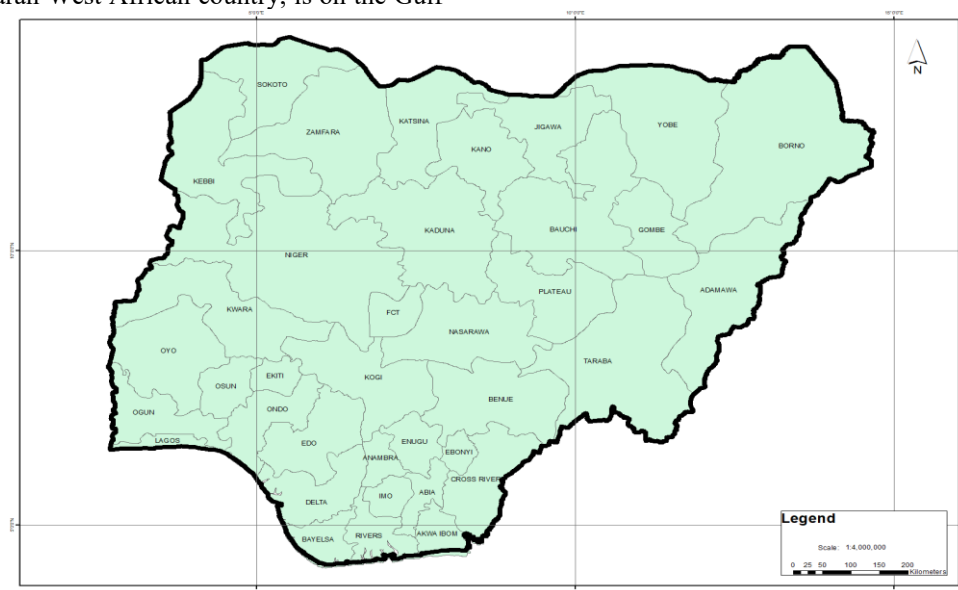 aran West African country, is on the Gulf
N
SOKOTO
KATSINA
ZAMFARA
JIGAWA
YOBE
KANO
BORNO
KEBBI
KADUNA
BAUCHI
GOMBE
NIGER
PLATEAU
ADAMAWA
KWARA
FCT
NASARAWA
OYO
TARABA
EKITI
KOGI
OSUN
BENUE
OGUN
ONDO
LAGOS
EDO
ENUGU
EBONYI
ANAMBRA
CROSS RIVER
IMO
ABIA
DELTA
BAYELSA
RIVERS
AKWA IBOM
Legend
Scale: 1:4,000,000
0 25 50 100 150 200
Kilometers